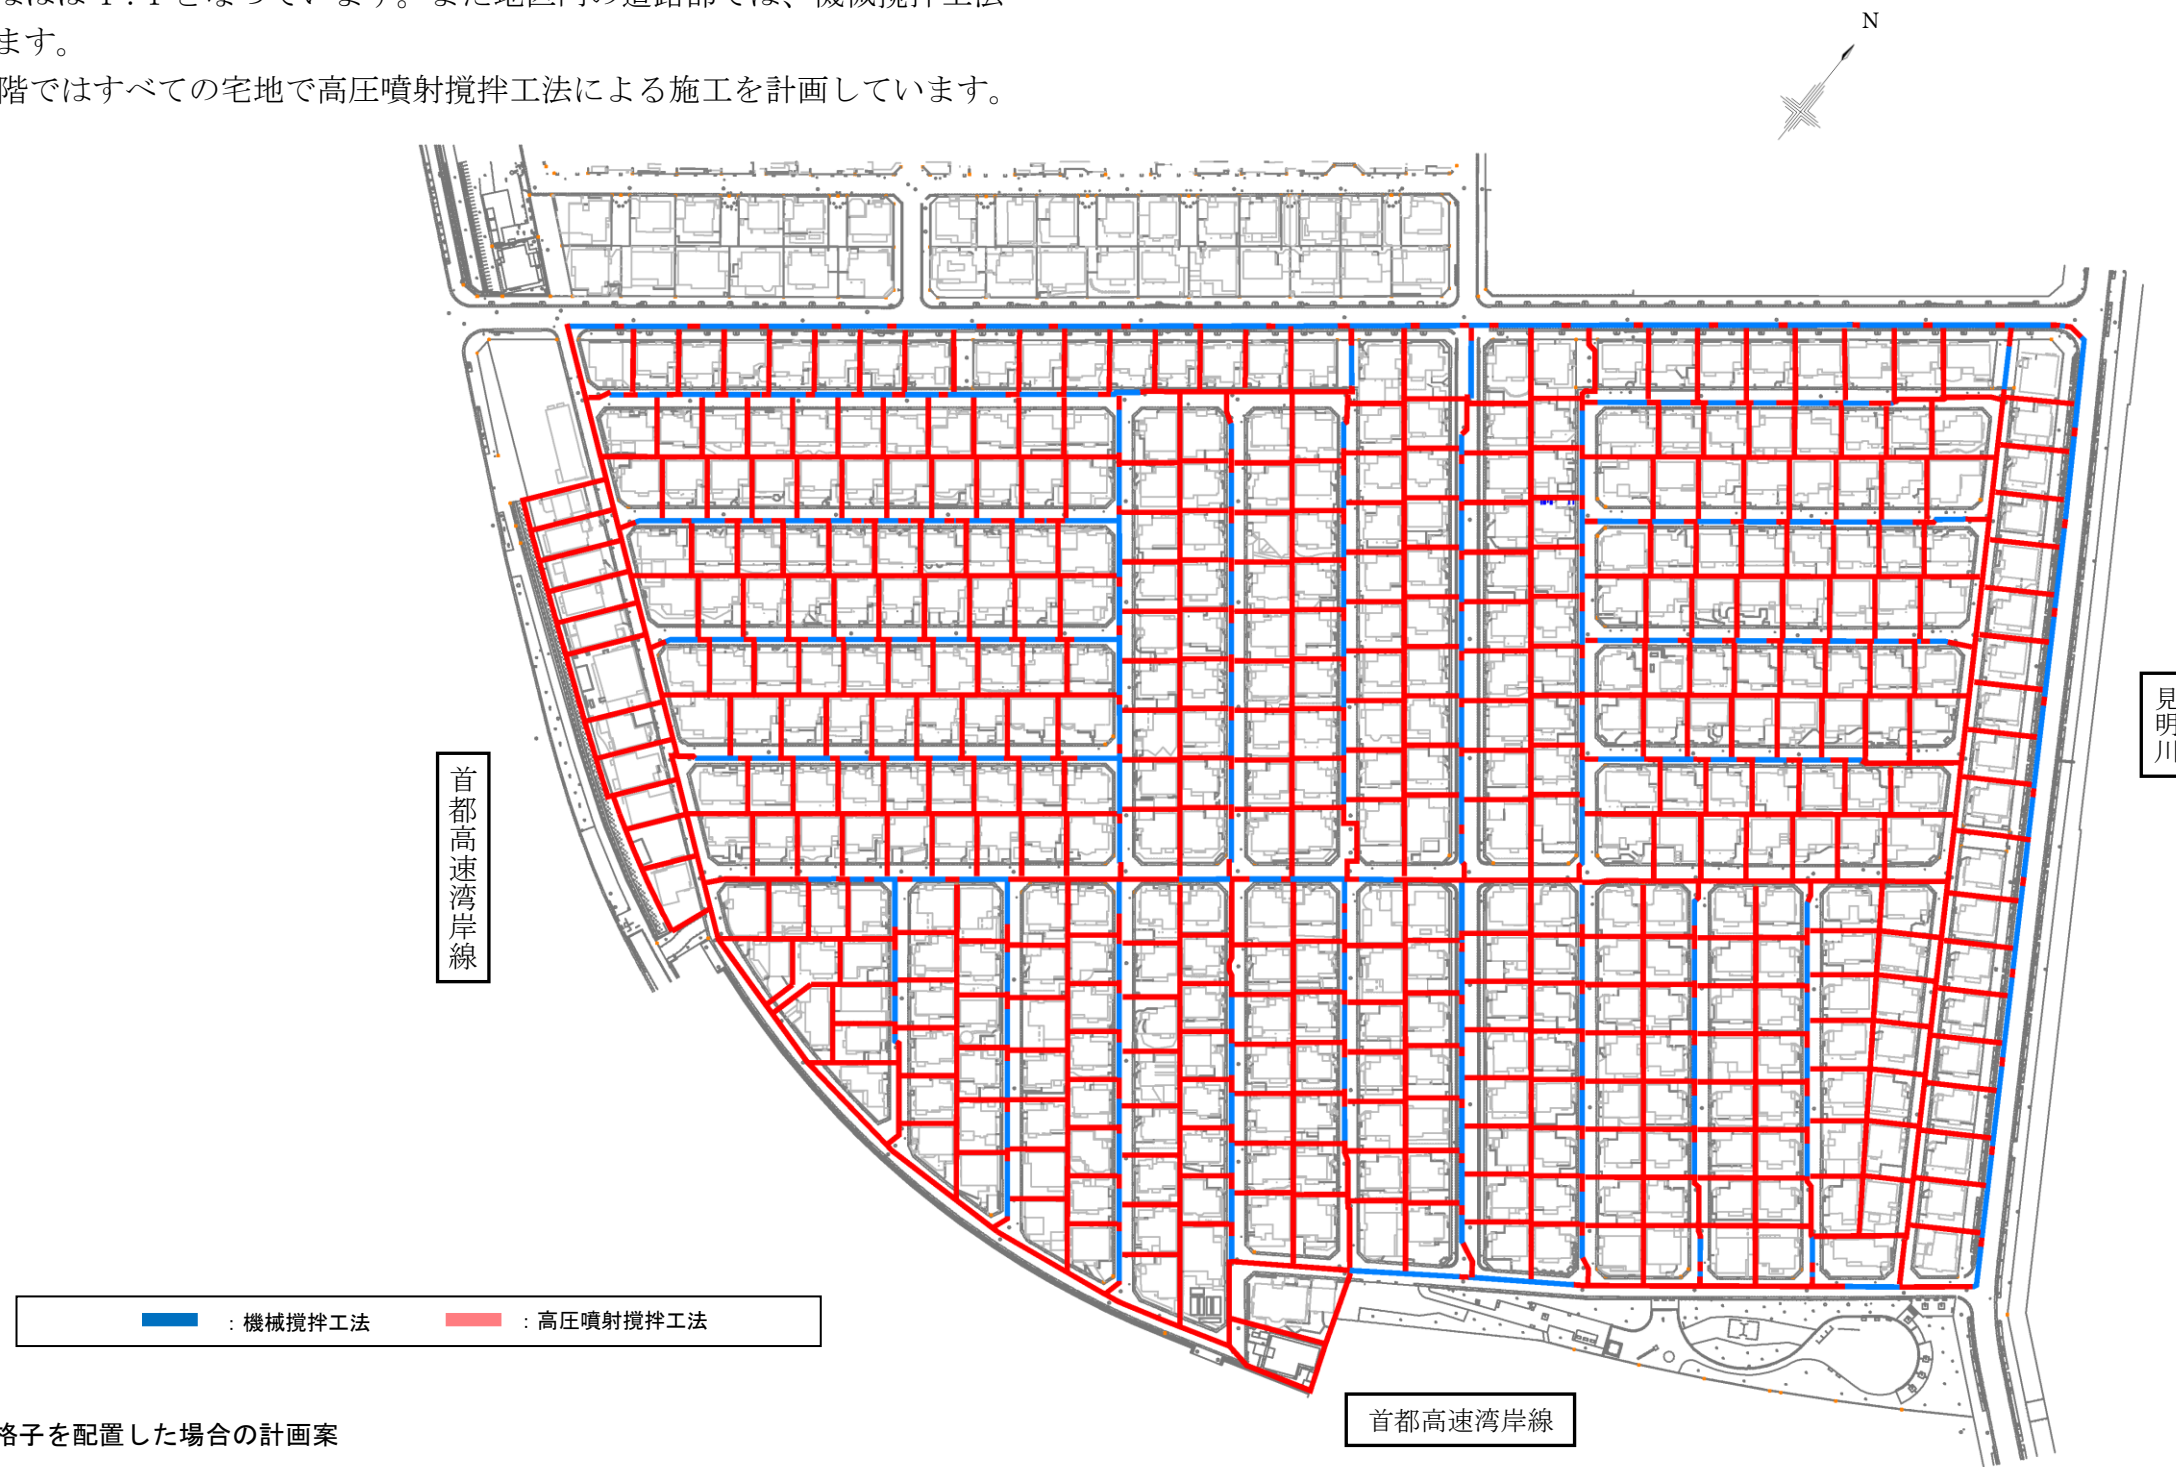 ます。
階ではすべての宅地で高圧噴射撹拌工法による施工を計画しています。
N
首都高速湾岸線
見明川
：機械撹拌工法
：高圧噴射撹拌工法
首都高速湾岸線
格子を配置した場合の計画案